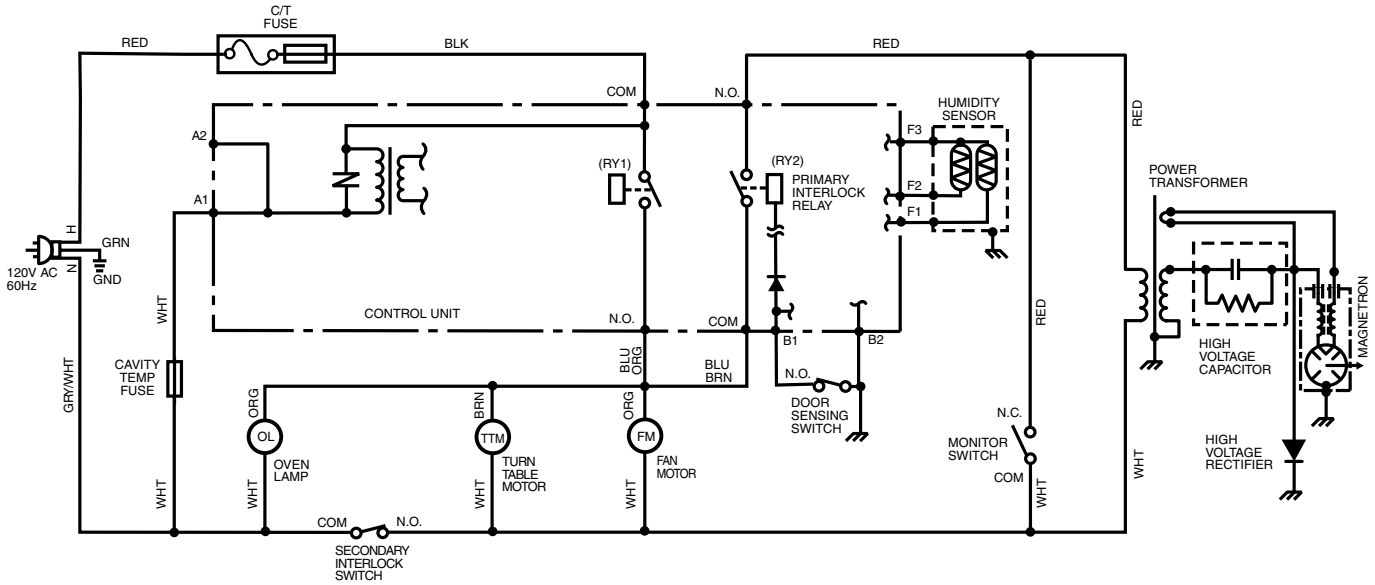 C/T
FUSE
RED
BLK
RED
COM
N.O.
HUMIDITY
SENSOR
A2
F3
RED
(RY1)
(RY2)
PRIMARY
INTERLOCK
RELAY
POWER
TRANSFORMER
A1
F2
F1
H
GRN
GND
120V AC
60Hz
N
WHT
CONTROL UNIT
RED
N.O.
COM
B1
B2
HIGH
VOLTAGE
CAPACITOR
MAGNETRON
CAVITY
TEMP
FUSE
GRY/WHT
BLU
ORG
BLU
BRN
N.O.
DOOR
SENSING
SWITCH
ORG
BRN
ORG
N.C.
MONITOR
SWITCH
COM
OL
OVEN
LAMP
TTM
TURN
TABLE
MOTOR
FM
FAN
MOTOR
HIGH
VOLTAGE
RECTIFIER
WHT
WHT
WHT
WHT
WHT
WHT
COM
N.O.
SECONDARY
INTERLOCK
SWITCH